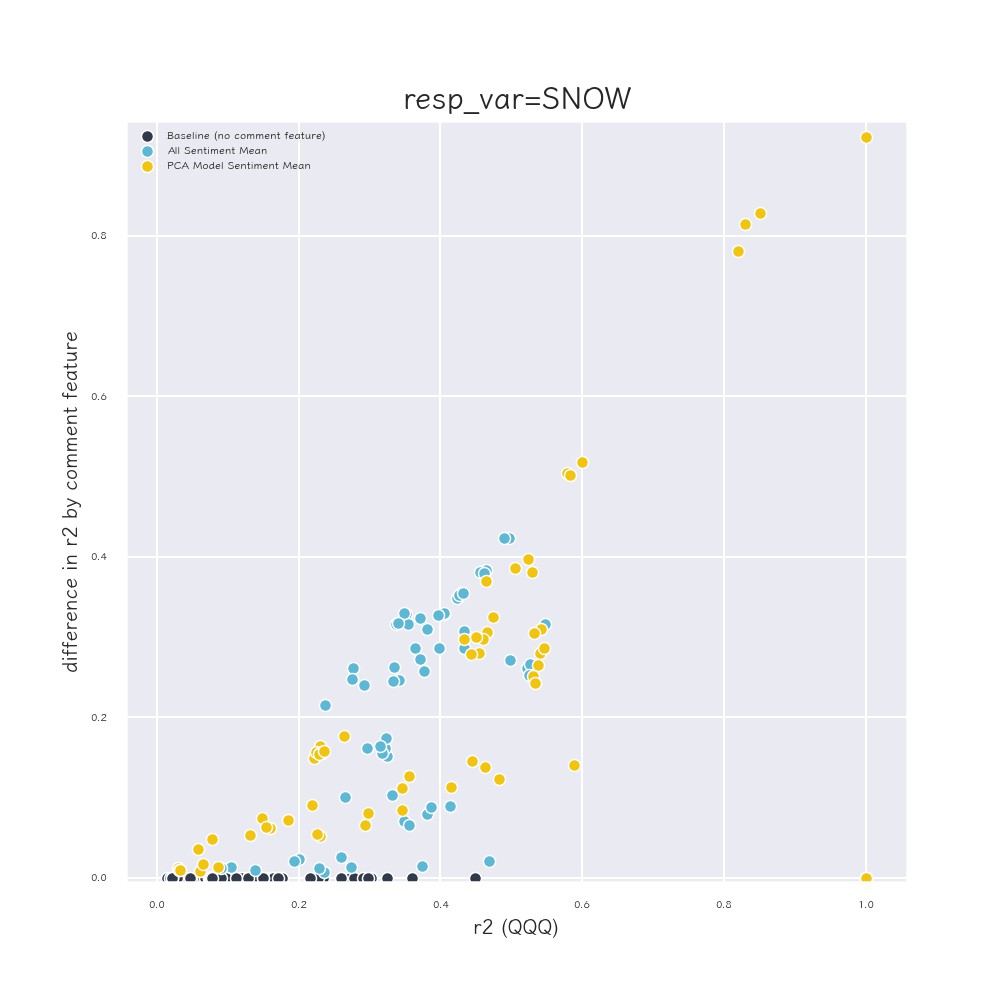 resp_var=SNOW
Baseline (no comment feature)
All Sentiment Mean
PCA Model Sentiment Mean
difference in r2 by comment feature
0.8
0.6
0.4
0.2
0.0
0.0 0.2 0.4 0.6 0.8 1.0
r2 (QQQ)